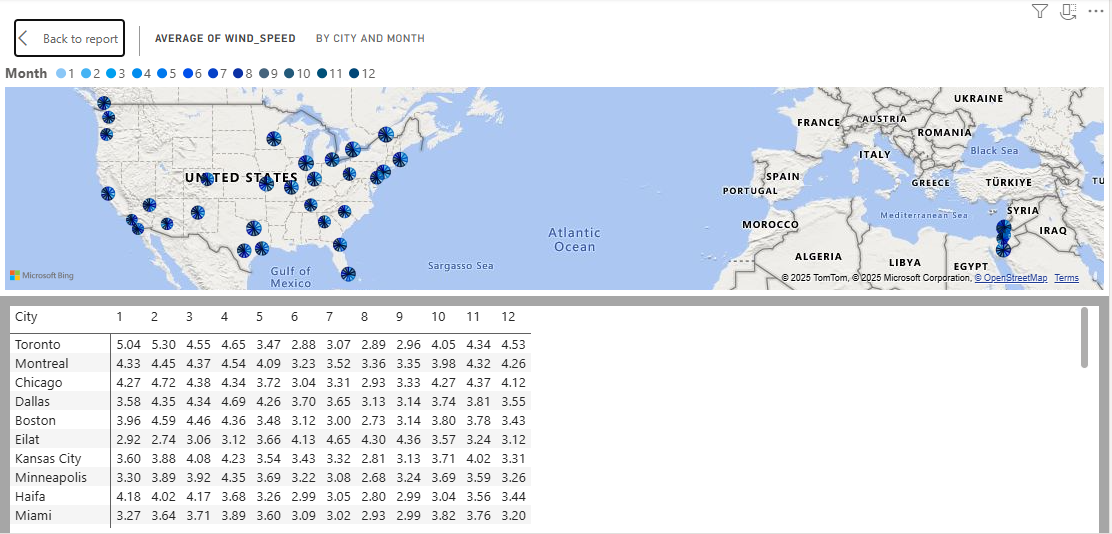 Back to report
AVERAGE OF WIND_SPEED BY CITY AND MONTH
Month 1 2 3 4 5 6 7 8 9 10 11 12
UKRAINE
FRANCE
AUSTRIA
ROMANIA
Black Sea
ITALY
UNITED STATES
SPAIN
PORTUGAL
GREECE
TÜRKIYE
TU
Mediterranean Sea
SYRIA
MOROCCO
IRAQ
Atlantic
Ocean
ALGERIA
LIBYA
EGYPT
Sargasso Sea
Gulf of
Mexico
Microsoft Bing
© 2025 TomTom, © 2025 Microsoft Corporation, © OpenStreetMap Terms
City 1 2 3 4 5 6 7 8 9 10 11 12
Toronto 5.04 5.30 4.55 4.65 3.47 2.88 3.07 2.89 2.96 4.05 4.34 4.53
Montreal 4.33 4.45 4.37 4.54 4.09 3.23 3.52 3.36 3.35 3.98 4.32 4.26
Chicago 4.27 4.72 4.38 4.34 3.72 3.04 3.31 2.93 3.33 4.27 4.37 4.12
Dallas 3.58 4.35 4.34 4.69 4.26 3.70 3.65 3.13 3.14 3.74 3.81 3.55
Boston 3.96 4.59 4.46 4.36 3.48 3.12 3.00 2.73 3.14 3.80 3.78 3.43
Eilat 2.92 2.74 3.06 3.12 3.66 4.13 4.65 4.30 4.36 3.57 3.24 3.12
Kansas City 3.60 3.88 4.08 4.23 3.54 3.43 3.32 2.81 3.13 3.71 4.02 3.31
Minneapolis 3.30 3.89 3.92 4.35 3.69 3.22 3.08 2.68 3.24 3.69 3.59 3.26
Haifa 4.18 4.02 4.17 3.68 3.26 2.99 3.05 2.80 2.99 3.04 3.56 3.44
Miami 3.27 3.64 3.71 3.89 3.60 3.09 3.02 2.93 2.99 3.82 3.76 3.20